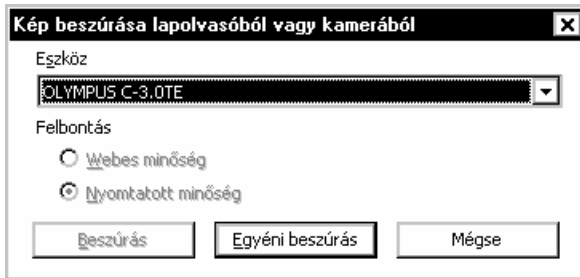 Kép beszúrása lapolvasóból vagy kamerából
Eszköz
OLYMPUS C-3.0TE
Felbontás
Webes minőség
Nyomtatott minőség
Beszúrás Egyéni beszúrás Mégse